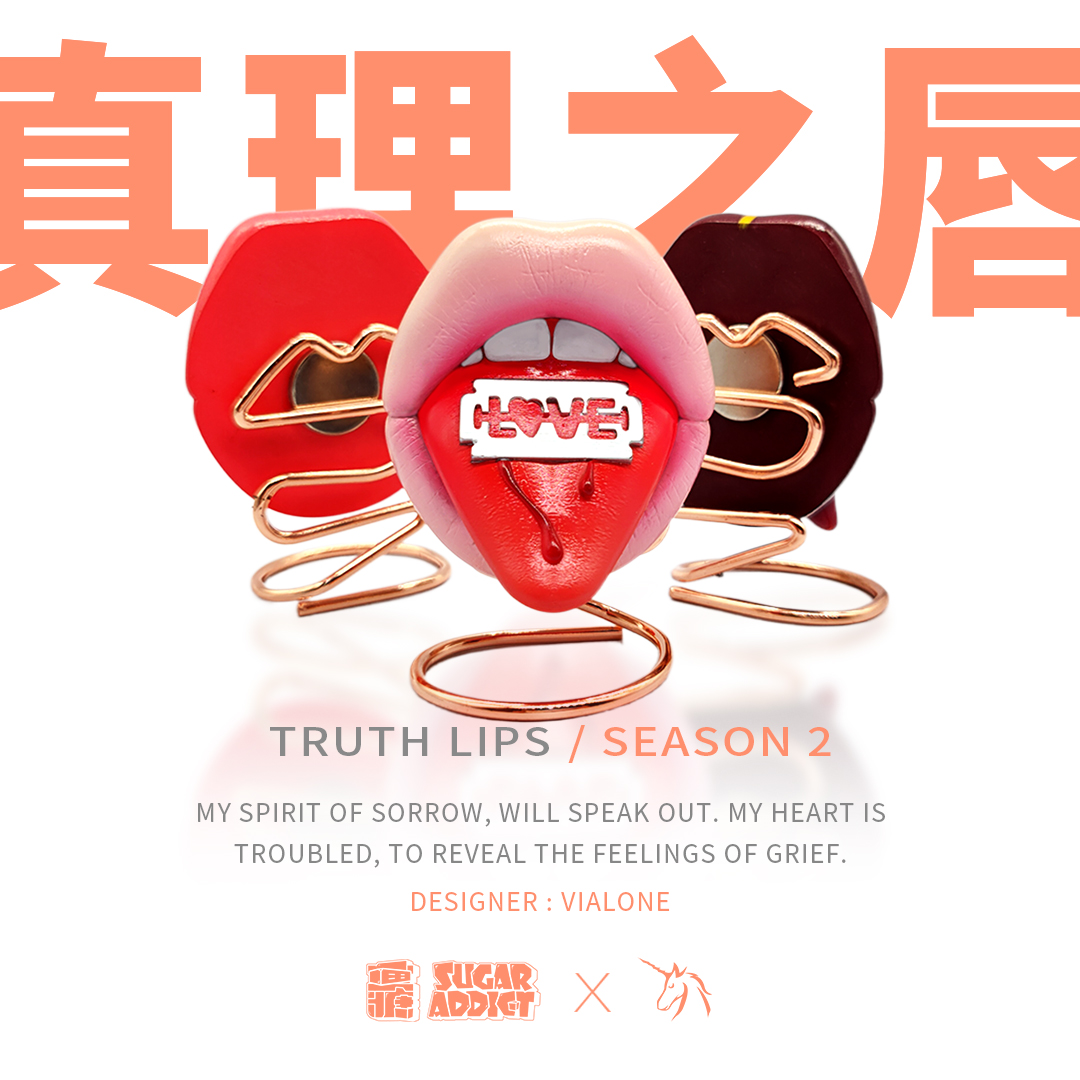 真理之唇
LOVE
TRUTH LIPS / SEASON 2
MY SPIRIT OF SORROW, WILL SPEAK OUT. MY HEART IS
TROUBLED, TO REVEAL THE FEELINGS OF GRIEF.
DESIGNER : VIALONE
SUGAR
ADDICT
X